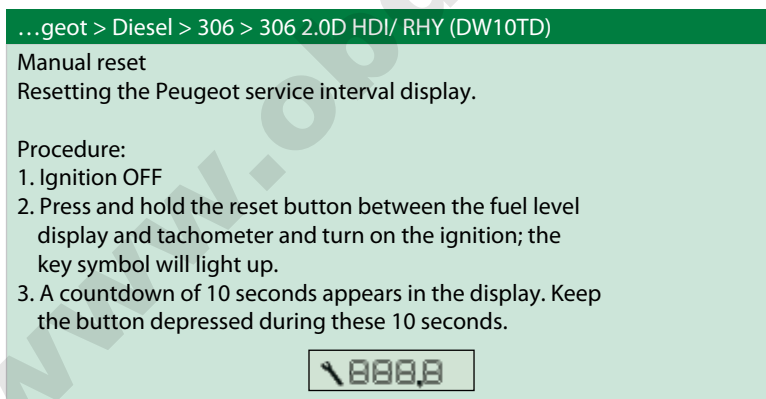 …geot > Diesel > 306 > 306 2.0D HDI/ RHY (DW10TD)
Manual reset
Resetting the Peugeot service interval display.
Procedure:
1. Ignition OFF
2. Press and hold the reset button between the fuel level
display and tachometer and turn on the ignition; the
key symbol will light up.
3. A countdown of 10 seconds appears in the display. Keep
the button depressed during these 10 seconds.
888.8